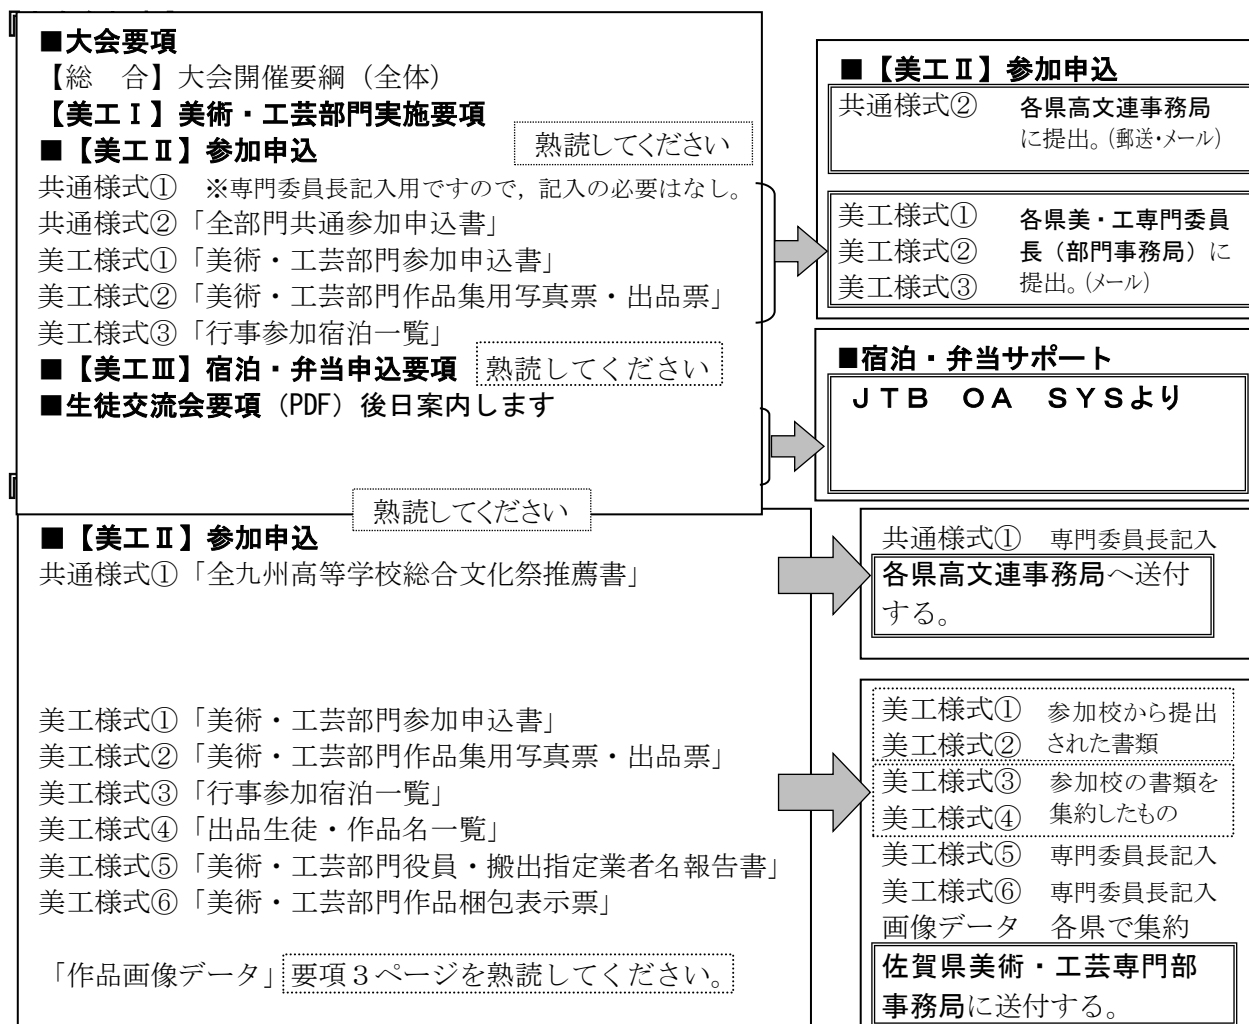 ■大会要項
【総　合】大会開催要綱（全体）
【美工Ⅰ】美術・工芸部門実施要項
■【美工Ⅱ】参加申込
熟読してください
共通様式①　※専門委員長記入用ですので，記入の必要はなし。
共通様式②「全部門共通参加申込書」
美工様式①「美術・工芸部門参加申込書」
美工様式②「美術・工芸部門作品集用写真票・出品票」
美工様式③「行事参加宿泊一覧」
■【美工Ⅲ】宿泊・弁当申込要項
熟読してください
■生徒交流会要項（PDF）後日案内します
■【美工Ⅱ】参加申込
共通様式②　各県高文連事務局
に提出。（郵送・メール）
美工様式①　各県美・工専門委員
美工様式②　長（部門事務局）に
美工様式③　提出。（メール）
■宿泊・弁当サポート
ＪＴＢ　ＯＡ　ＳＹＳより
熟読してください
■【美工Ⅱ】参加申込
共通様式①「全九州高等学校総合文化祭推薦書」
美工様式①「美術・工芸部門参加申込書」
美工様式②「美術・工芸部門作品集用写真票・出品票」
美工様式③「行事参加宿泊一覧」
美工様式④「出品生徒・作品名一覧」
美工様式⑤「美術・工芸部門役員・搬出指定業者名報告書」
美工様式⑥「美術・工芸部門作品梱包表示票」
「作品画像データ」要項３ページを熟読してください。
共通様式①　専門委員長記入
各県高文連事務局へ送付
する。
美工様式①　参加校から提出
美工様式②　された書類
美工様式③　参加校の書類を
美工様式④　集約したもの
美工様式⑤　専門委員長記入
美工様式⑥　専門委員長記入
画像データ　各県で集約
佐賀県美術・工芸専門部
事務局に送付する。